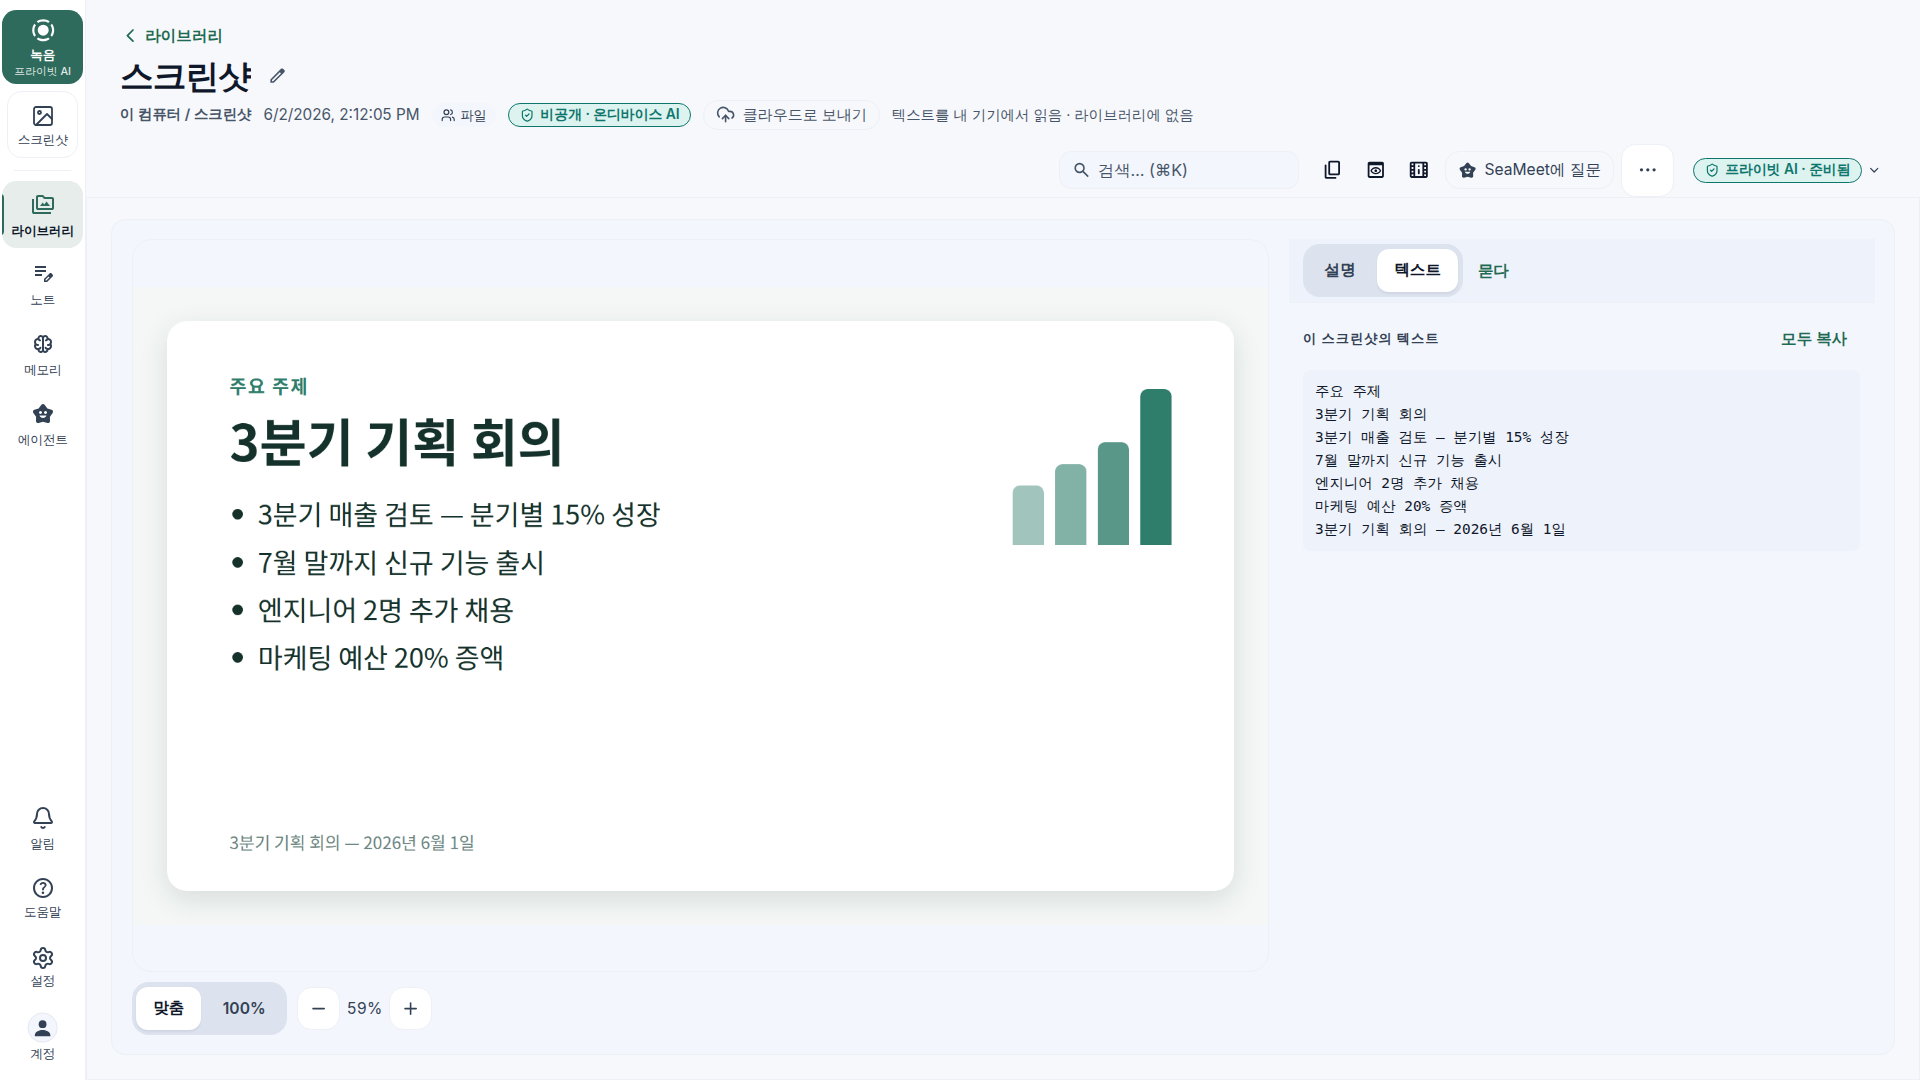 녹음
프라이빗 AI
스크린샷
라이브러리
노트
메모리
에이전트
알림
도움말
설정
계정
라이브러리
스크린샷
이 컴퓨터 / 스크린샷 6/2/2026, 2:12:05 PM 파일 비공개 · 온디바이스 AI 클라우드로 보내기 텍스트를 내 기기에서 읽음 · 라이브러리에 없음
검색... (⌘K) SeaMeet에 질문 프라이빗 AI · 준비됨
주요 주제
3분기 기획 회의
• 3분기 매출 검토 — 분기별 15% 성장
• 7월 말까지 신규 기능 출시
• 엔지니어 2명 추가 채용
• 마케팅 예산 20% 증액
3분기 기획 회의 — 2026년 6월 1일
맞춤 100% 59%
설명 텍스트 묻다
이 스크린샷의 텍스트 모두 복사
주요 주제
3분기 기획 회의
3분기 매출 검토 — 분기별 15% 성장
7월 말까지 신규 기능 출시
엔지니어 2명 추가 채용
마케팅 예산 20% 증액
3분기 기획 회의 — 2026년 6월 1일